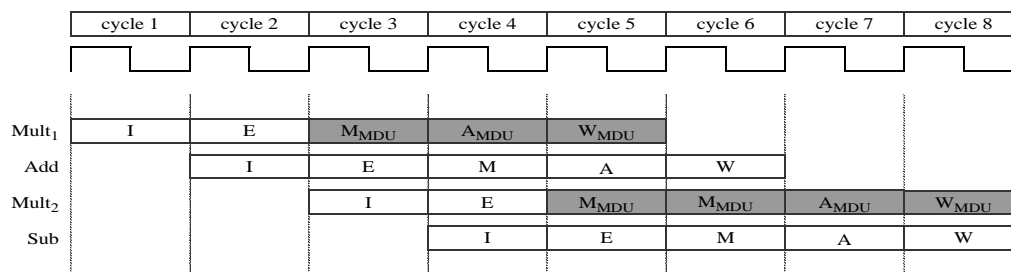 cycle 1 cycle 2 cycle 3 cycle 4 cycle 5 cycle 6 cycle 7 cycle 8
Mult1 I E MMDU AMDU WMDU
Add I E M A W
Mult2 I E MMDU MMDU AMDU WMDU
Sub I E M A W